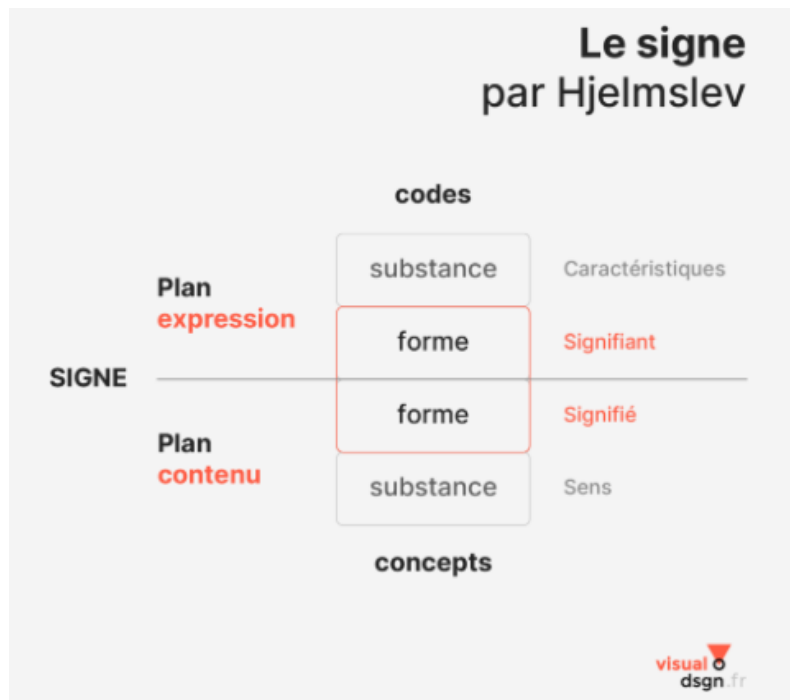 Le signe
par Hjelmslev
codes
substance
Caractéristiques
Plan
expression
forme
Signifiant
SIGNE
forme
Signifié
Plan
contenu
substance
Sens
concepts
visual
dsgn.fr